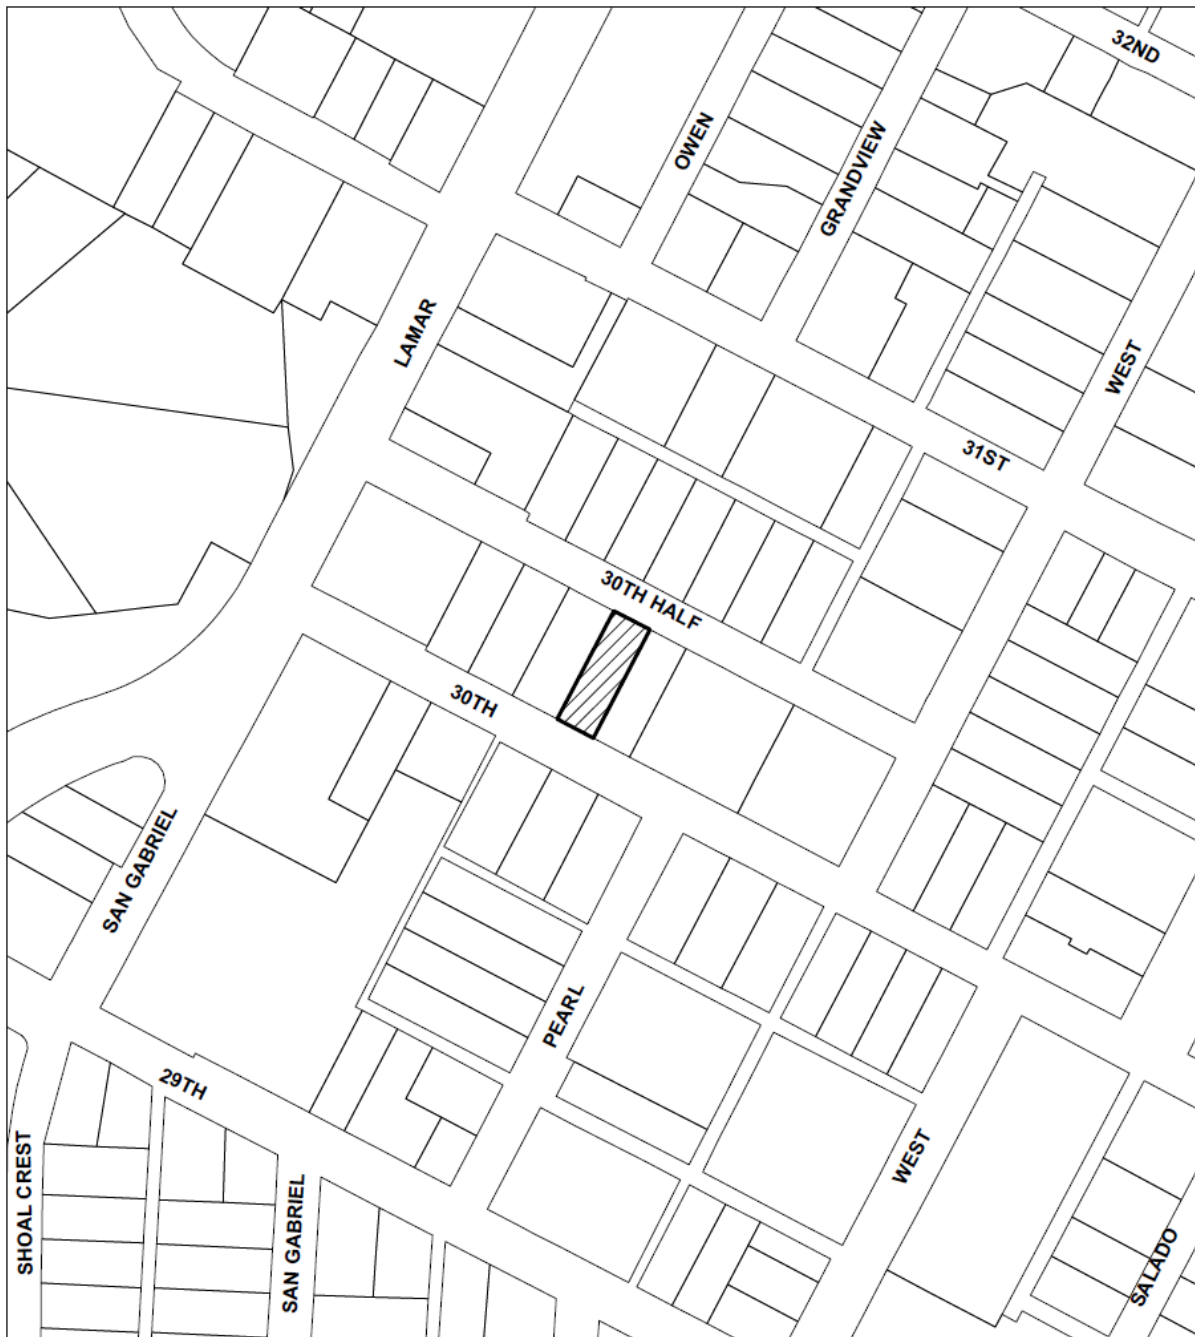 32ND
OWEN
GRANDVIEW
LAMAR
WEST
31ST
30TH HALF
30TH
SAN GABRIEL
PEARL
29TH
WEST
SHOAL CREST
SAN GABRIEL
SALADO